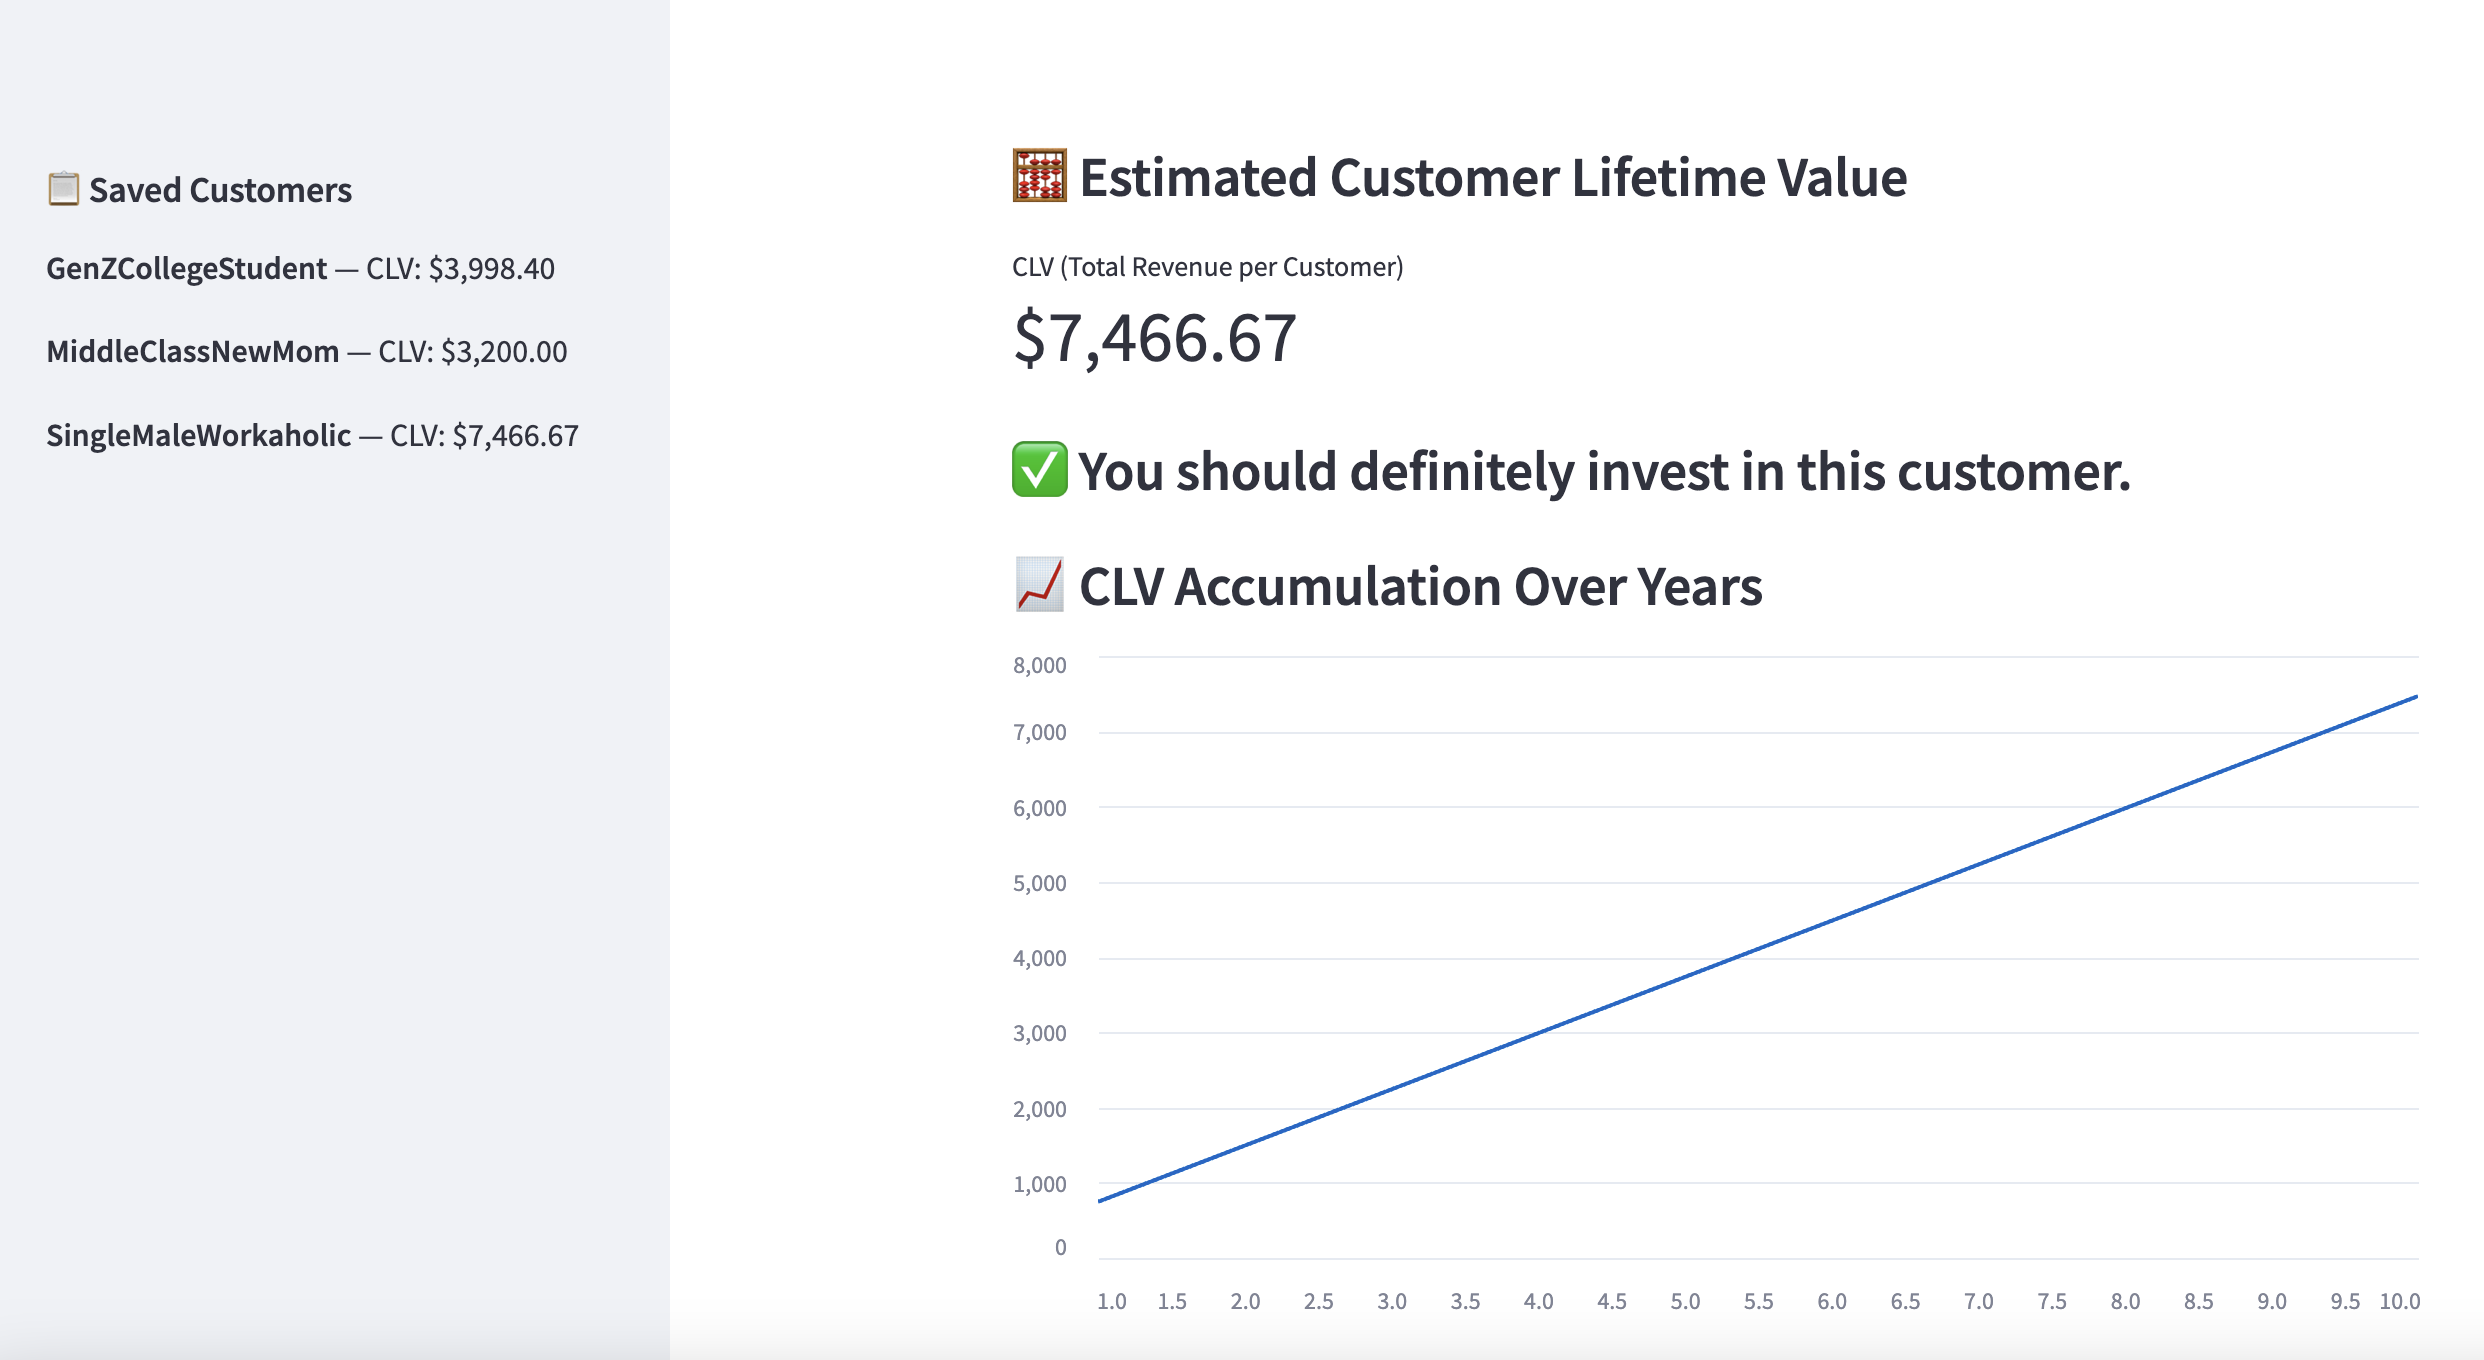 Saved Customers
GenZCollegeStudent — CLV: $3,998.40
MiddleClassNewMom — CLV: $3,200.00
SingleMaleWorkaholic — CLV: $7,466.67
Estimated Customer Lifetime Value
CLV (Total Revenue per Customer)
$7,466.67
You should definitely invest in this customer.
CLV Accumulation Over Years
8,000
7,000
6,000
5,000
4,000
3,000
2,000
1,000
0
1.0 1.5 2.0 2.5 3.0 3.5 4.0 4.5 5.0 5.5 6.0 6.5 7.0 7.5 8.0 8.5 9.0 9.5 10.0